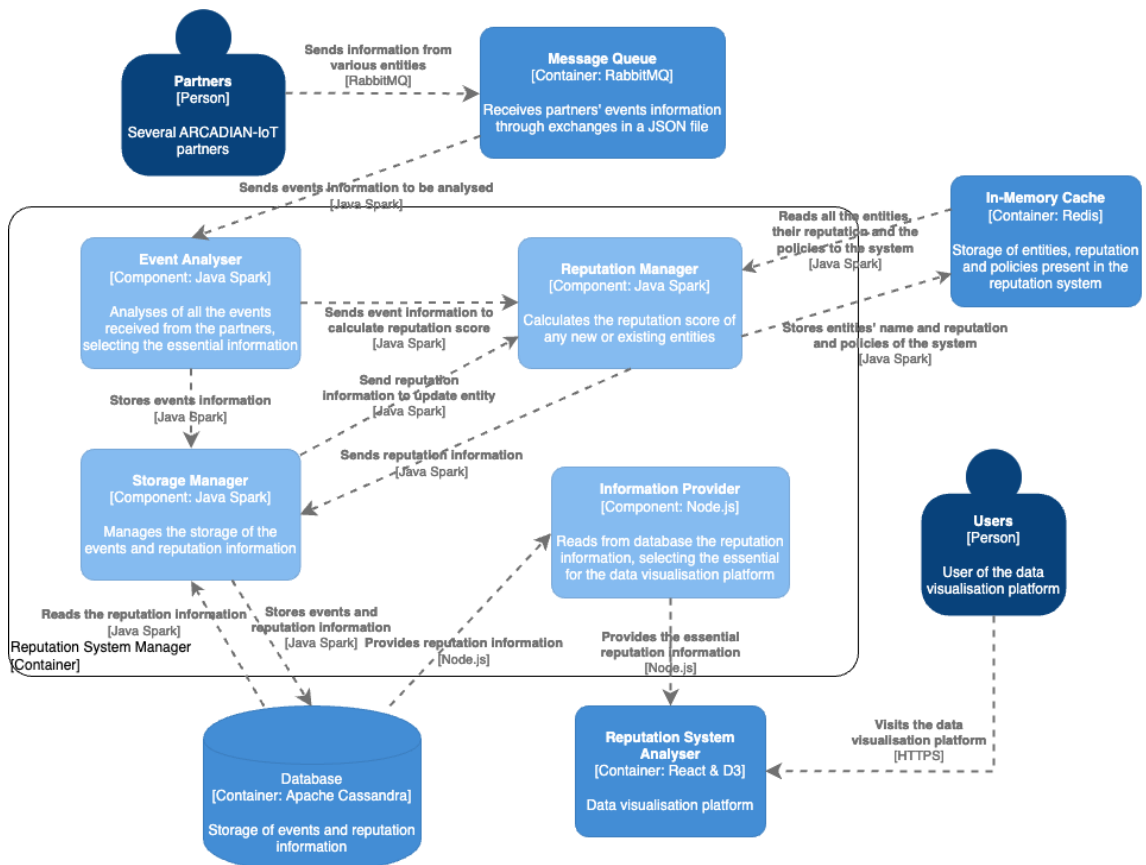 Partners
[Person]
Several ARCADIAN-IoT
partners
Sends information from
various entities
[RabbitMQ]
Message Queue
[Container: RabbitMQ]
Receives partners' events information
through exchanges in a JSON file
Sends events information to be analysed
[Java Spark]
In-Memory Cache
[Container: Redis]
Storage of entities, reputation
and policies present in the
reputation system
Reads all the entities,
their reputation and the
policies to the system
[Java Spark]
Event Analyser
[Component: Java Spark]
Analyses of all the events
received from the partners,
selecting the essential information
Sends event information to
calculate reputation score
[Java Spark]
Reputation Manager
[Component: Java Spark]
Calculates the reputation score of
any new or existing entities
Stores entities' name and reputation
and policies of the system
[Java Spark]
Stores events information
[Java Spark]
Send reputation
information to update entity
[Java Spark]
Sends reputation information
[Java Spark]
Storage Manager
[Component: Java Spark]
Manages the storage of the
events and reputation information
Information Provider
[Component: Node.js]
Reads from database the reputation
information, selecting the essential
for the data visualisation platform
Users
[Person]
User of the data
visualisation platform
Reads the reputation information
[Java Spark]
Stores events and
reputation information
[Java Spark]
Provides reputation information
[Node.js]
Provides the essential
reputation information
[Node.js]
Reputation System Manager
[Container]
Database
[Container: Apache Cassandra]
Storage of events and reputation
information
Reputation System
Analyser
[Container: React & D3]
Data visualisation platform
Visits the data
visualisation platform
[HTTPS]